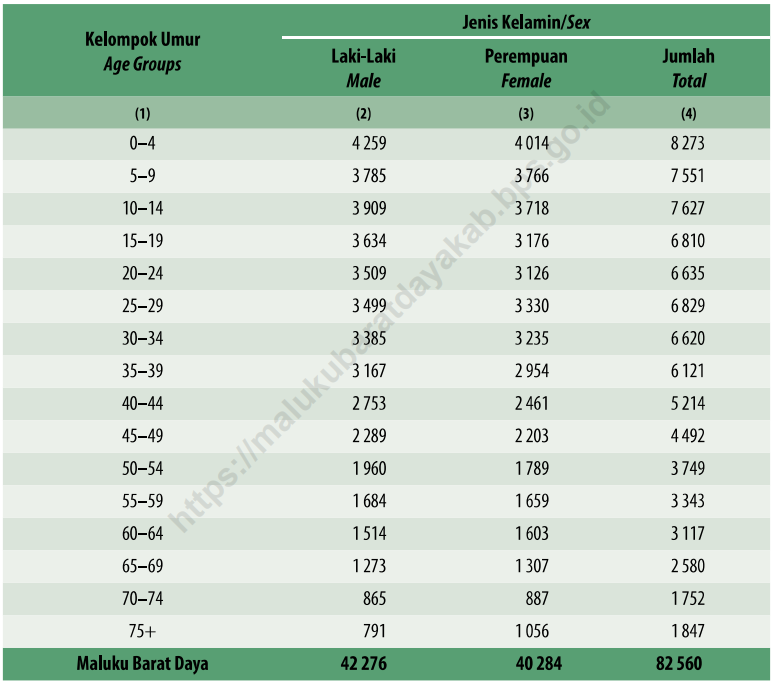 Kelompok Umur
Age Groups
Jenis Kelamin/Sex
Laki-Laki
Male
Perempuan
Female
Jumlah
Total
(1) (2) (3) (4)
0–4 4 259 4 014 8 273
5–9 3 785 3 766 7 551
10–14 3 909 3 718 7 627
15–19 3 634 3 176 6 810
20–24 3 509 3 126 6 635
25–29 3 499 3 330 6 829
30–34 3 385 3 235 6 620
35–39 3 167 2 954 6 121
40–44 2 753 2 461 5 214
45–49 2 289 2 203 4 492
50–54 1 960 1 789 3 749
55–59 1 684 1 659 3 343
60–64 1 514 1 603 3 117
65–69 1 273 1 307 2 580
70–74 865 887 1 752
75+ 791 1 056 1 847
Maluku Barat Daya 42 276 40 284 82 560
https://malukubaratdayakab.bps.go.id